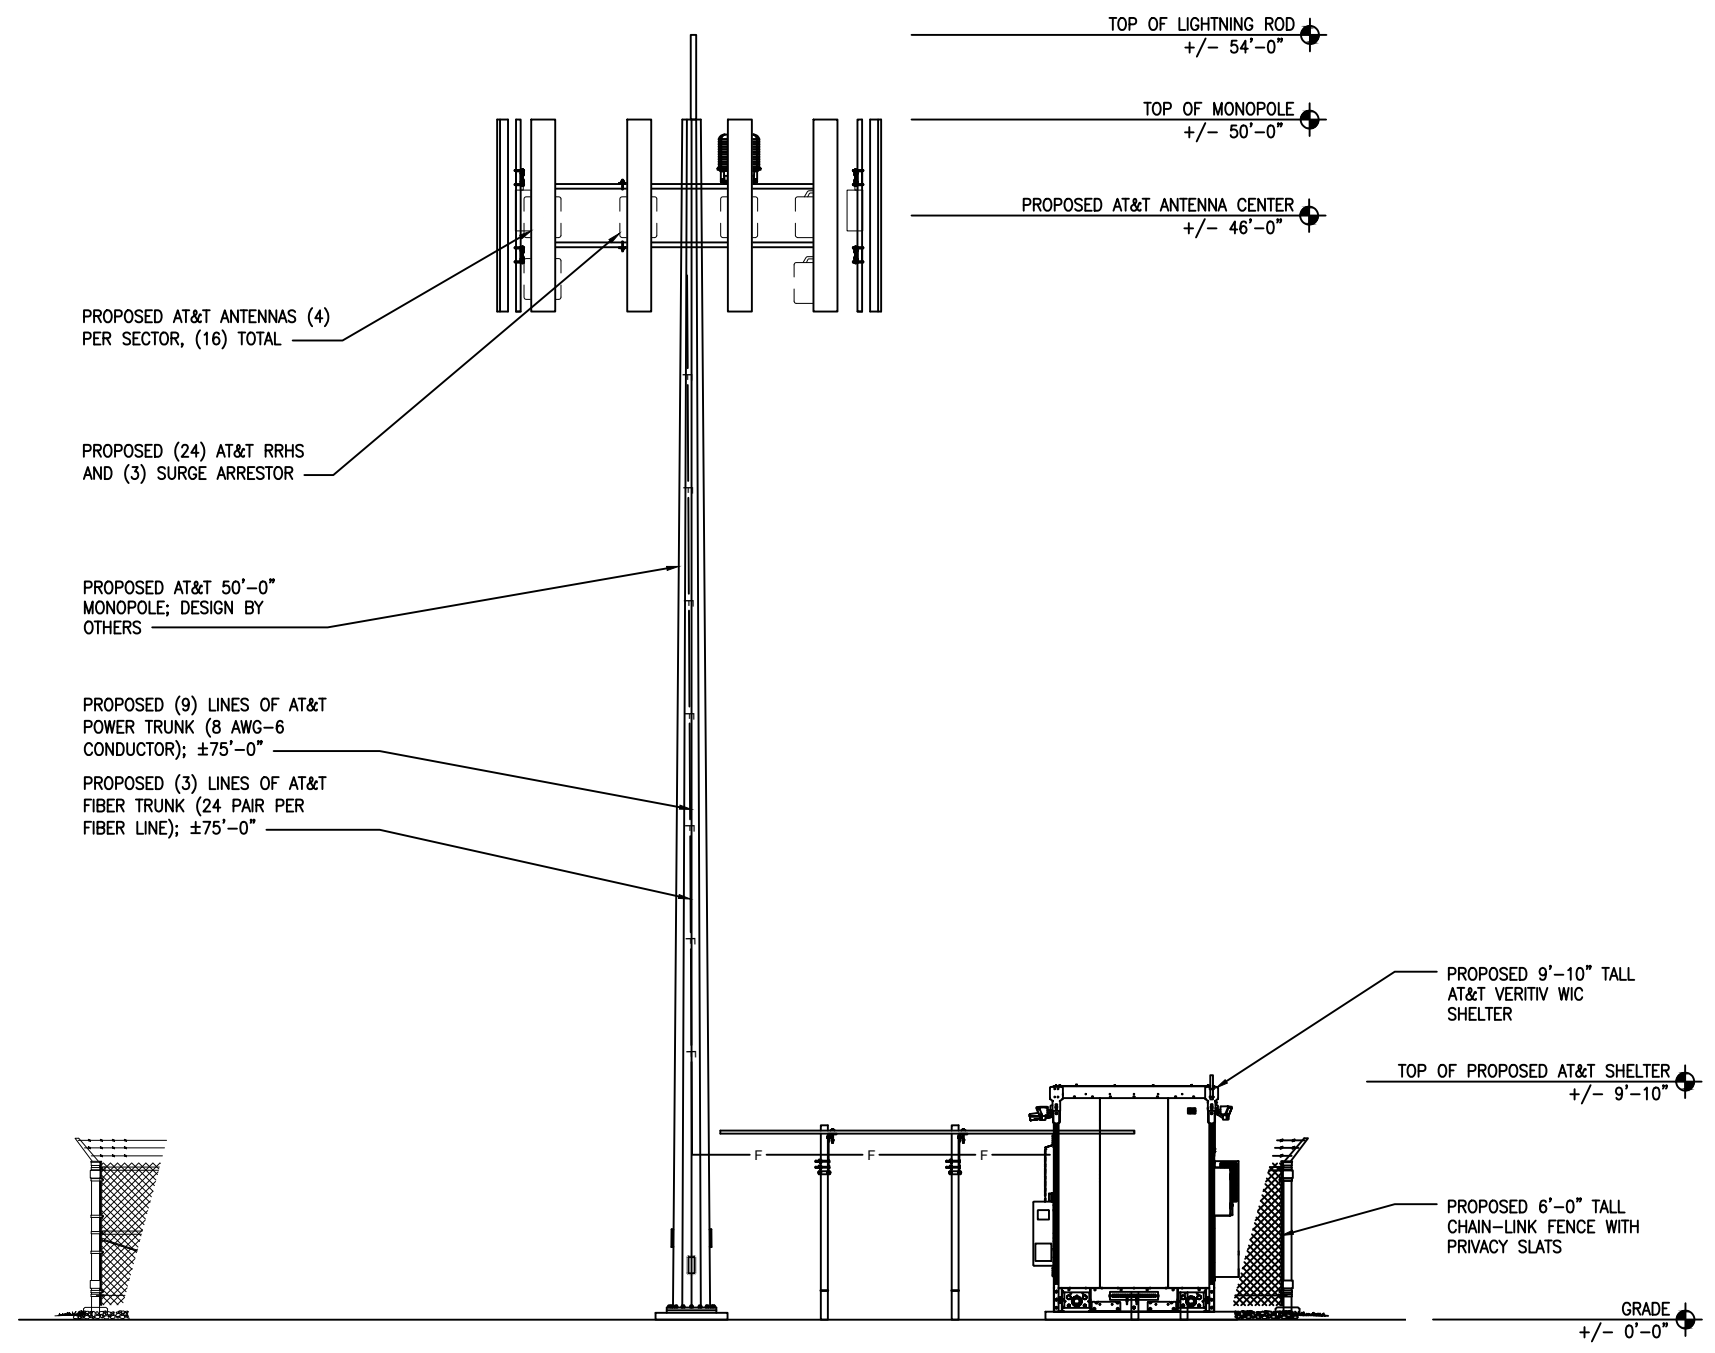 TOP OF LIGHTNING ROD
+/- 54'-0"
TOP OF MONOPOLE
+/- 50'-0"
PROPOSED AT&T ANTENNA CENTER
+/- 46'-0"
PROPOSED AT&T ANTENNAS (4)
PER SECTOR, (16) TOTAL
PROPOSED (24) AT&T RRHS
AND (3) SURGE ARRESTOR
PROPOSED AT&T 50'-0"
MONOPOLE; DESIGN BY
OTHERS
PROPOSED (9) LINES OF AT&T
POWER TRUNK (8 AWG-6
CONDUCTOR); ±75'-0"
PROPOSED (3) LINES OF AT&T
FIBER TRUNK (24 PAIR PER
FIBER LINE); ±75'-0"
PROPOSED 9'-10" TALL
AT&T VERITIV WIC
SHELTER
TOP OF PROPOSED AT&T SHELTER
+/- 9'-10"
F F F
PROPOSED 6'-0" TALL
CHAIN-LINK FENCE WITH
PRIVACY SLATS
GRADE
+/- 0'-0"